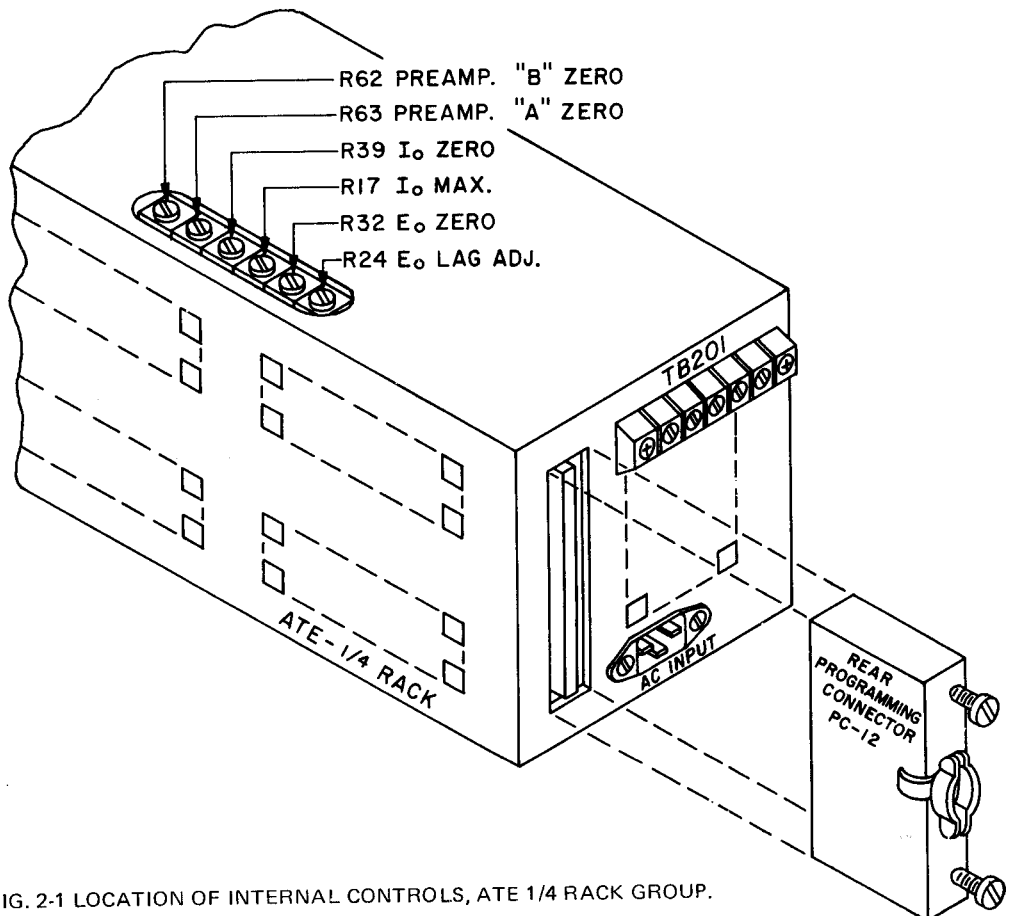 R62 PREAMP. "B" ZERO
R63 PREAMP. "A" ZERO
R39 Io ZERO
R17 Io MAX.
R32 Eo ZERO
R24 Eo LAG ADJ.
TB201
ATE-1/4 RACK
AC INPUT
REAR
PROGRAMMING
CONNECTOR
PC-12
IG. 2-1 LOCATION OF INTERNAL CONTROLS, ATE 1/4 RACK GROUP.